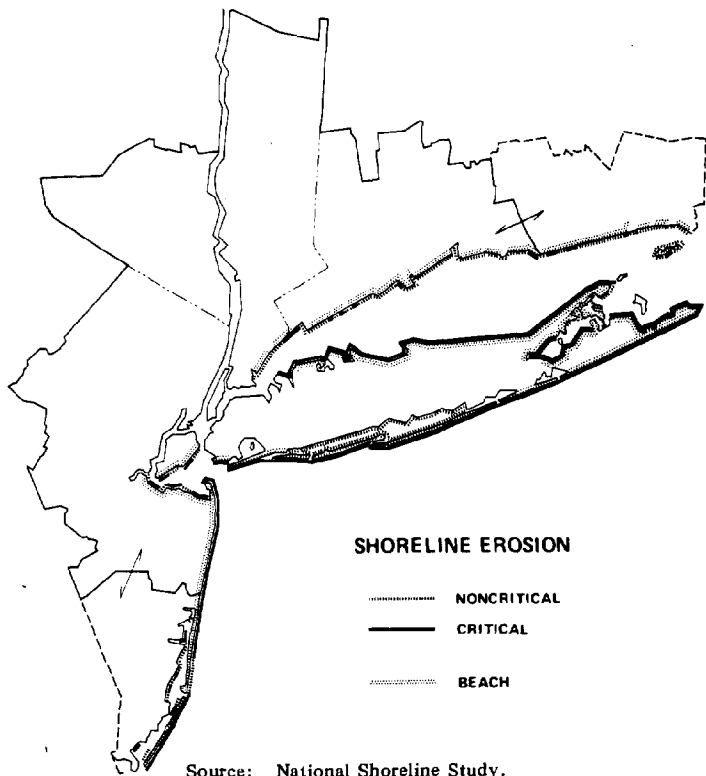 SHORELINE EROSION
NONCRITICAL
CRITICAL
BEACH
Source: National Shoreline Study.